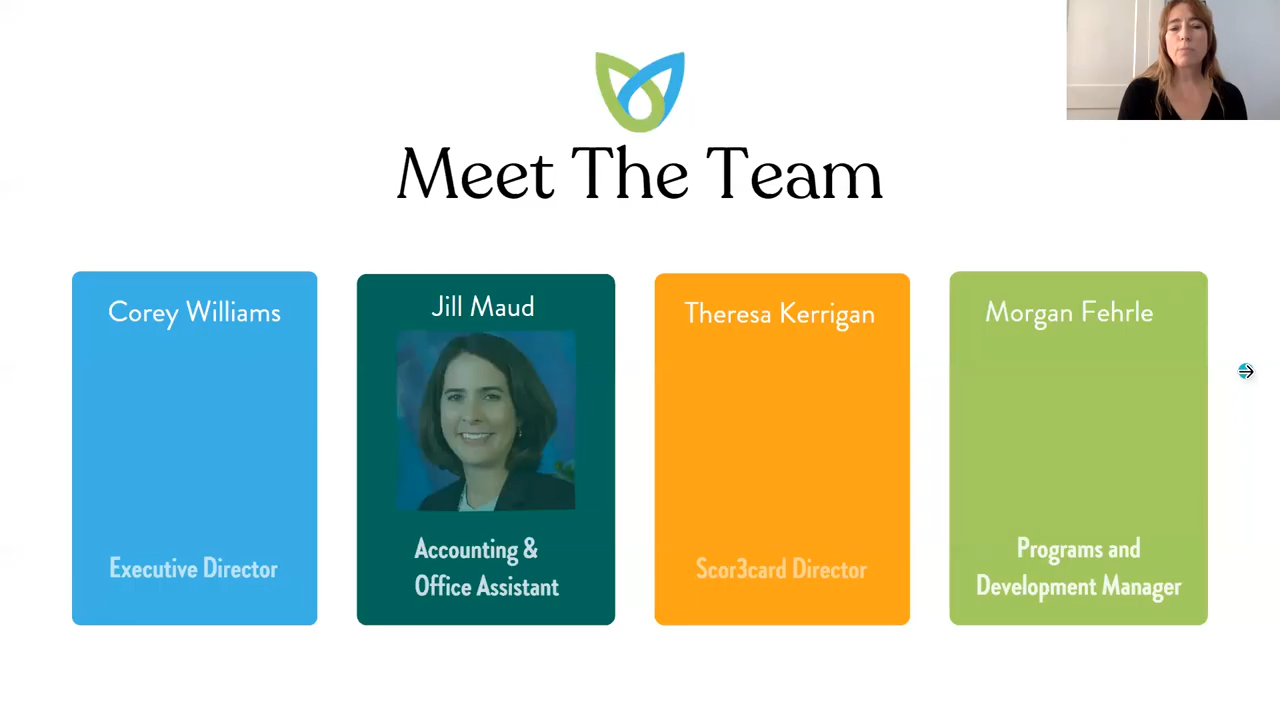 Meet The Team
Corey Williams
Executive Director
Jill Maud
Accounting &
Office Assistant
Theresa Kerrigan
Scor3card Director
Morgan Fehrle
Programs and
Development Manager